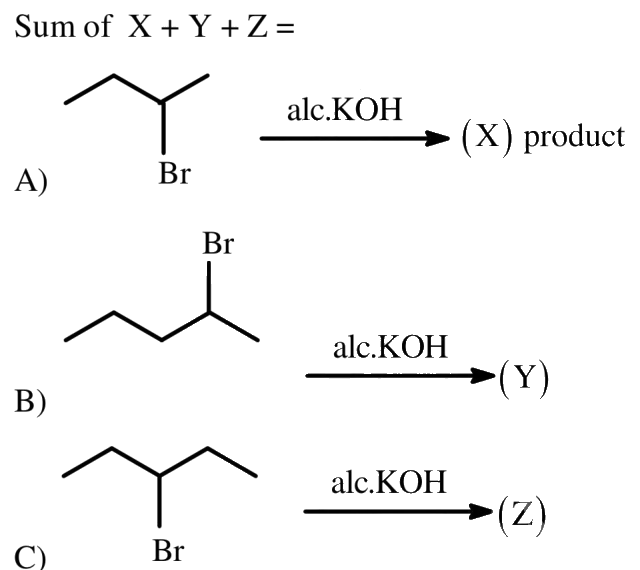 Sum of X + Y + Z =
alc.KOH
(X) product
Br
A)
Br
alc.KOH
(Y)
B)
alc.KOH
(Z)
Br
C)